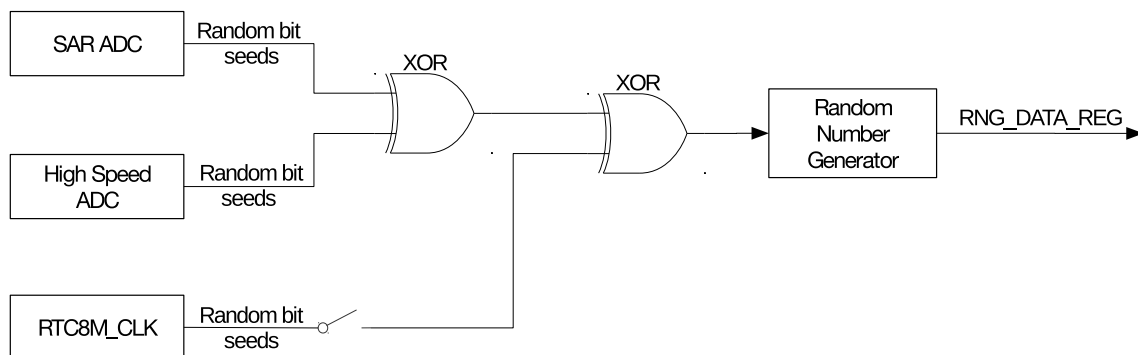 SAR ADC
Random bit
seeds
XOR
XOR
Random
Number
Generator
RNG_DATA_REG
High Speed
ADC
Random bit
seeds
RTC8M_CLK
Random bit
seeds